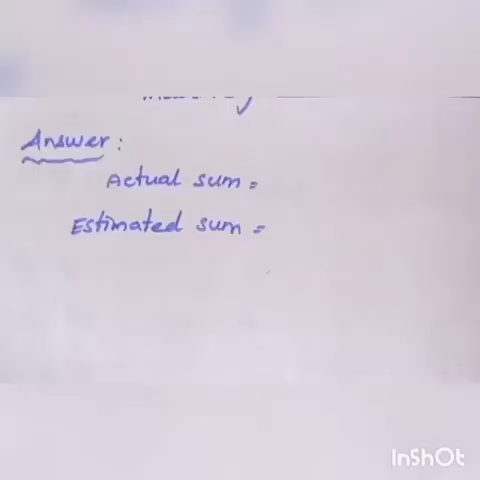 Answer:
Actual sum =
Estimated sum =
InShOt